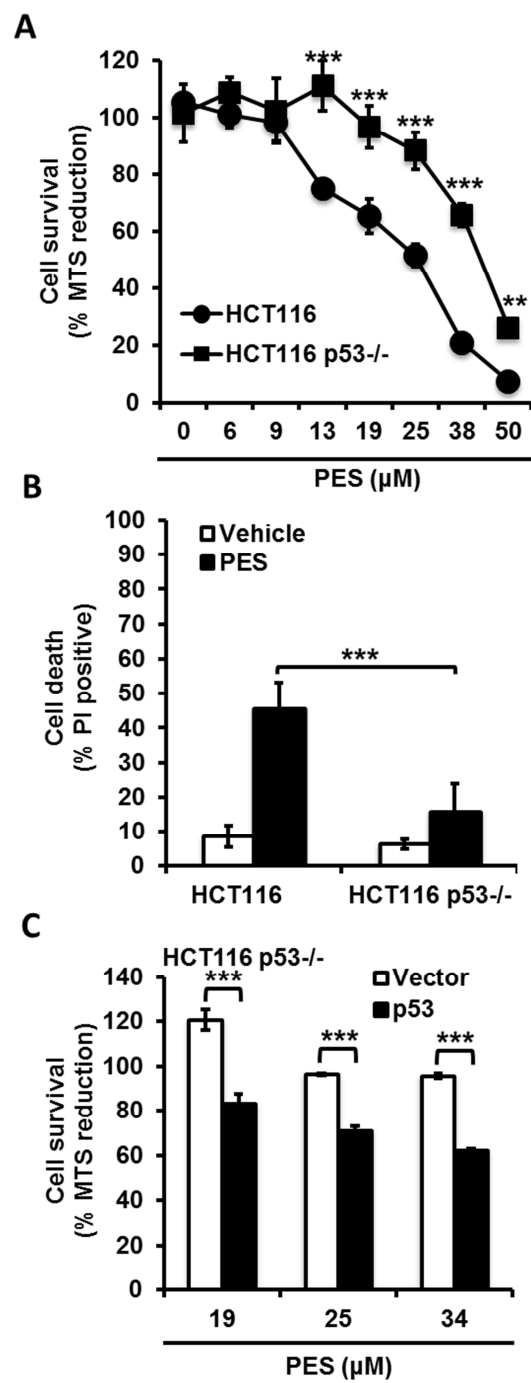 A
120
100
80
60
40
20
0
Cell survival
(% MTS reduction)
***
***
***
***
**
HCT116
HCT116 p53-/-
0 6 9 13 19 25 38 50
PES (µM)
B
100
90
80
70
60
50
40
30
20
10
0
Cell death
(% PI positive)
Vehicle
PES
***
HCT116 HCT116 p53-/-
C
HCT116 p53-/-
140
120
100
80
60
40
20
0
Cell survival
(% MTS reduction)
Vector
p53
***
***
***
19 25 34
PES (µM)